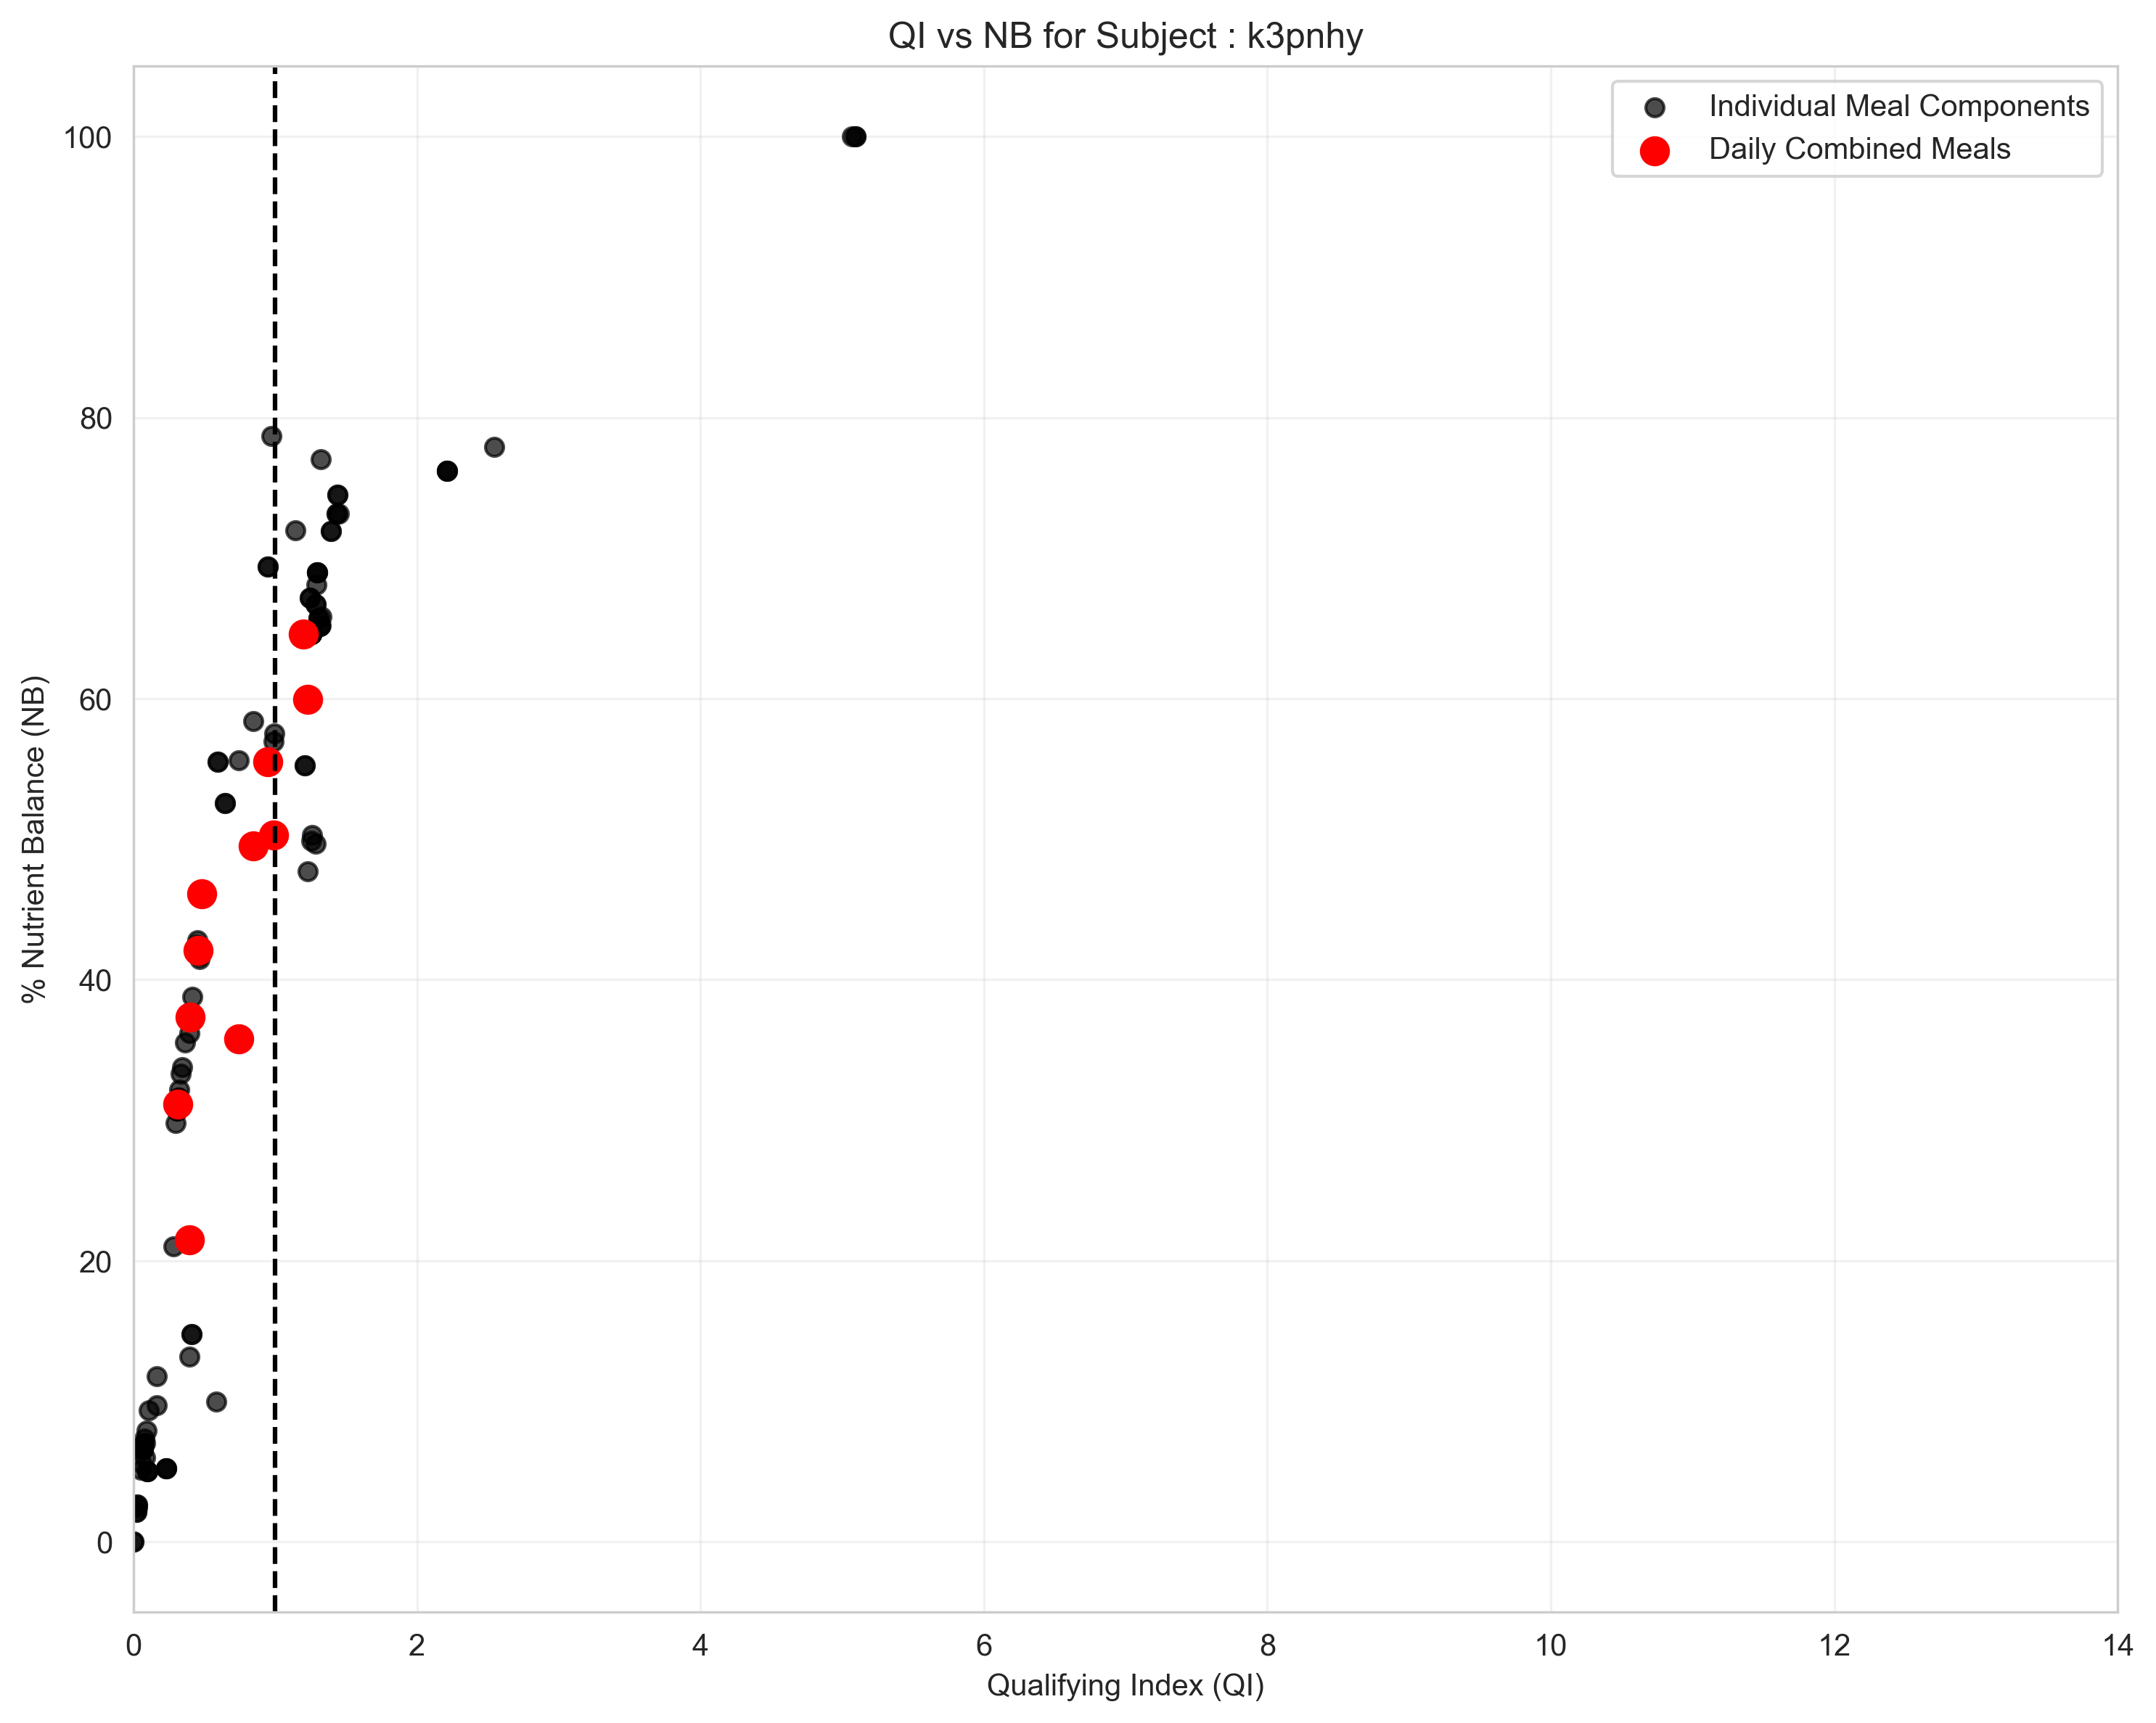 QI vs NB for Subject : k3pnhy
Individual Meal Components
Daily Combined Meals
% Nutrient Balance (NB)
100
80
60
40
20
0
0 2 4 6 8 10 12 14
Qualifying Index (QI)